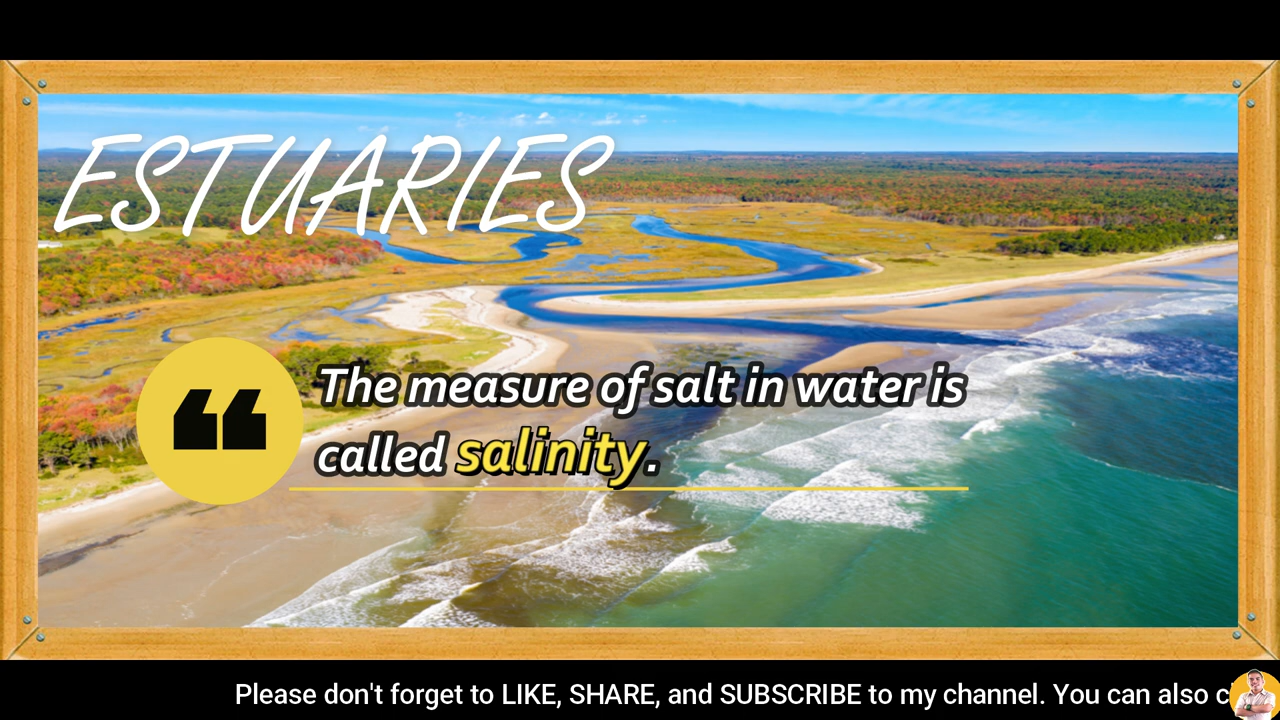 ESTUARIES
❝
The measure of salt in water is
called salinity.
Please don't forget to LIKE, SHARE, and SUBSCRIBE to my channel. You can also